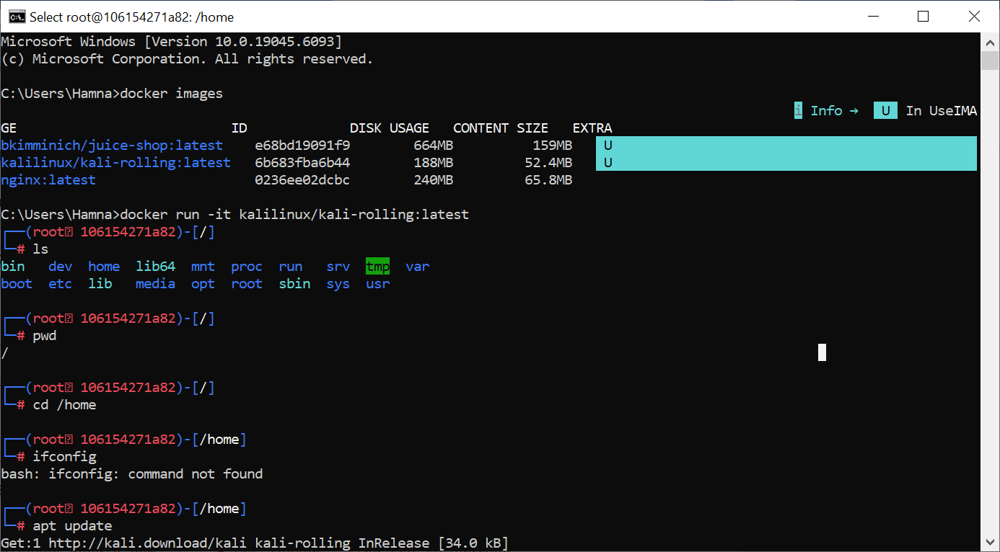 Select root@106154271a82: /home
Microsoft Windows [Version 10.0.19045.6093]
(c) Microsoft Corporation. All rights reserved.
C:\Users\Hamna>docker images
i Info → U In UseIMA
GE ID DISK USAGE CONTENT SIZE EXTRA
bkimminich/juice-shop:latest e68bd19091f9 664MB 159MB U
kalilinux/kali-rolling:latest 6b683fba6b44 188MB 52.4MB U
nginx:latest 0236ee02dcbc 240MB 65.8MB
C:\Users\Hamna>docker run -it kalilinux/kali-rolling:latest
┌──(root⍰ 106154271a82)-[/]
└─# ls
bin dev home lib64 mnt proc run srv tmp var
boot etc lib media opt root sbin sys usr
┌──(root⍰ 106154271a82)-[/]
└─# pwd
/
┌──(root⍰ 106154271a82)-[/]
└─# cd /home
┌──(root⍰ 106154271a82)-[/home]
└─# ifconfig
bash: ifconfig: command not found
┌──(root⍰ 106154271a82)-[/home]
└─# apt update
Get:1 http://kali.download/kali kali-rolling InRelease [34.0 kB]